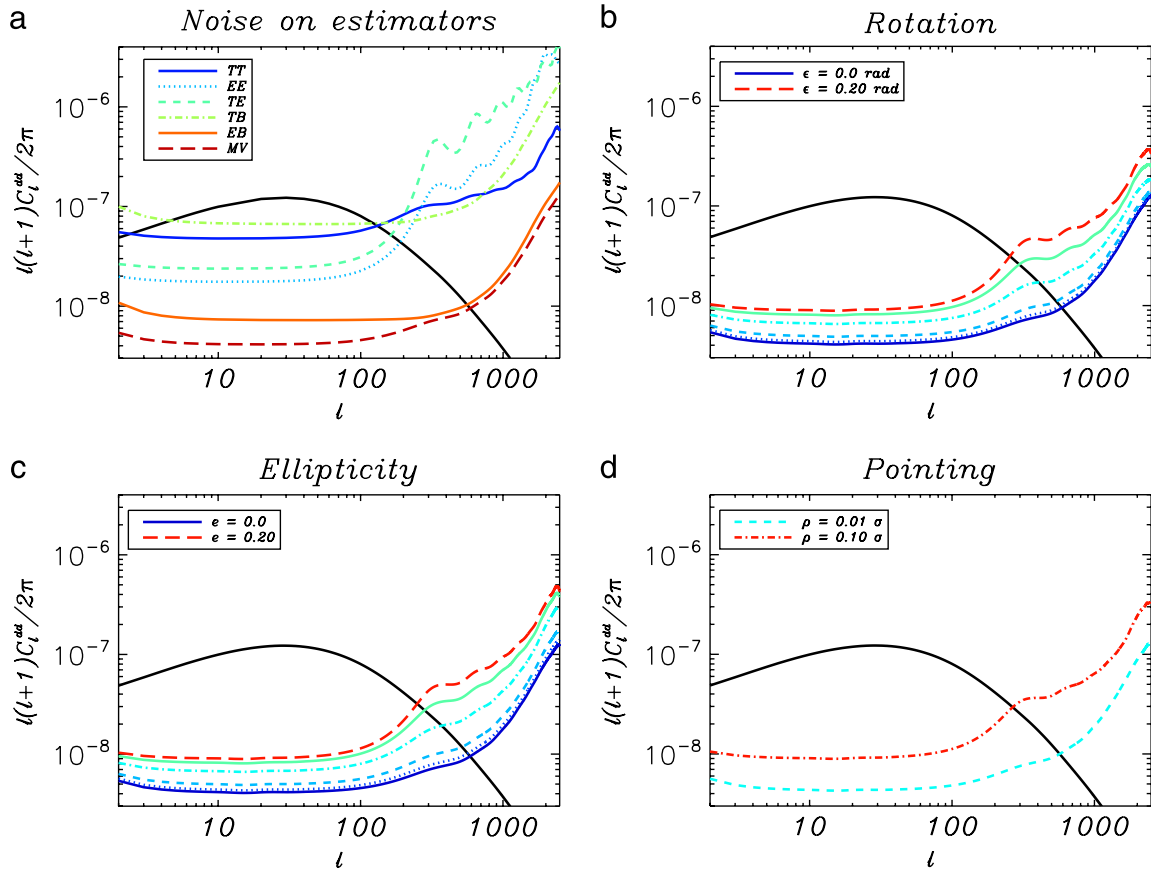 a
Noise on estimators
TT
EE
TE
TB
EB
MV
10⁻⁶
10⁻⁷
10⁻⁸
l(l+1)C_l^{dd}/2π
10 100 1000
l
b
Rotation
ϵ = 0.0 rad
ϵ = 0.20 rad
10⁻⁶
10⁻⁷
10⁻⁸
l(l+1)C_l^{dd}/2π
10 100 1000
l
c
Ellipticity
e = 0.0
e = 0.20
10⁻⁶
10⁻⁷
10⁻⁸
l(l+1)C_l^{dd}/2π
10 100 1000
l
d
Pointing
ρ = 0.01 σ
ρ = 0.10 σ
10⁻⁶
10⁻⁷
10⁻⁸
l(l+1)C_l^{dd}/2π
10 100 1000
l